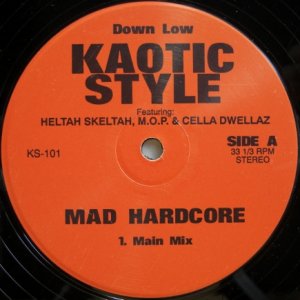 Down Low
KAOTIC
STYLE
Featuring:
HELTAH SKELTAH, M.O.P. & CELLA DWELLAZ
SIDE A
KS-101
33 1/3 RPM
STEREO
MAD HARDCORE
1. Main Mix